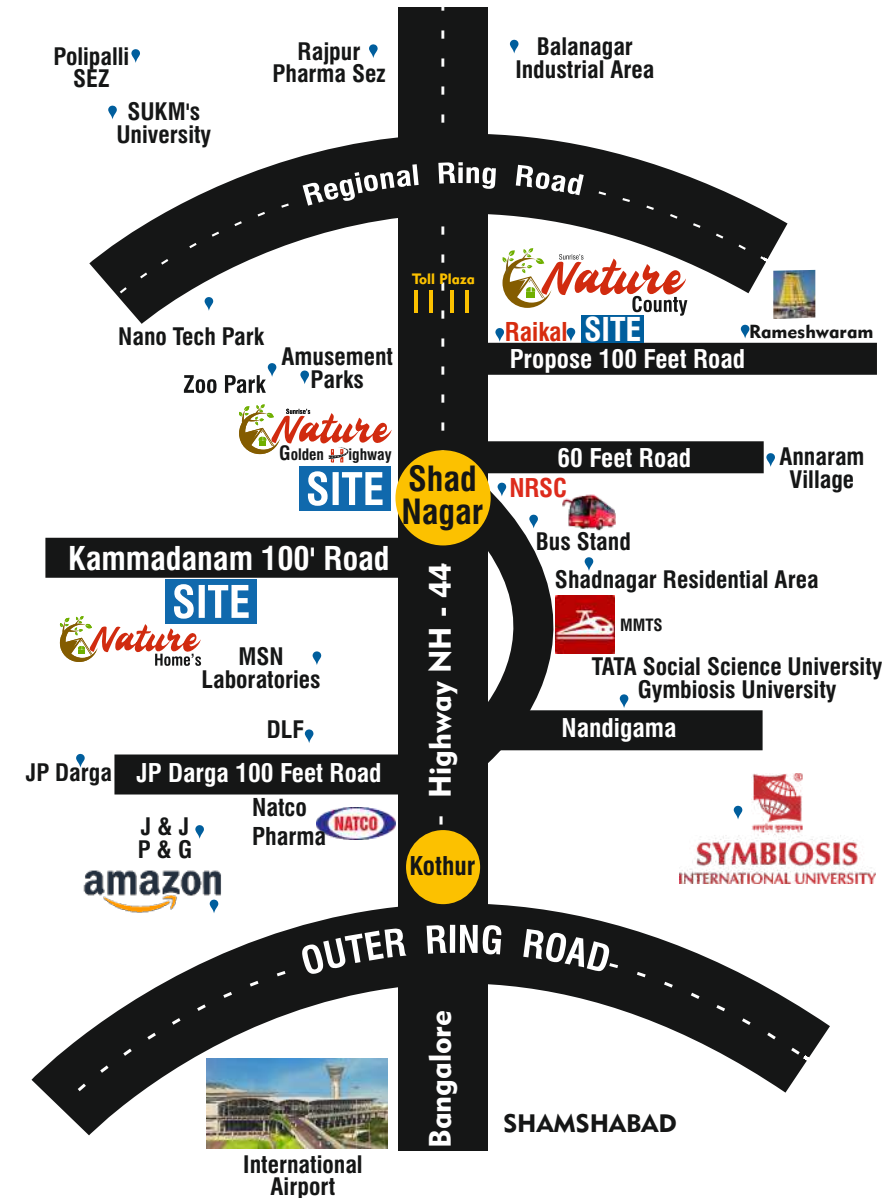 Polipalli
SEZ
Rajpur
Pharma Sez
Balanagar
Industrial Area
SUKM's
University
Regional Ring Road
Toll Plaza
Sunrise's
Nature
County
Raikal
SITE
Rameshwaram
Propose 100 Feet Road
Nano Tech Park
Amusement
Parks
Zoo Park
Sunrise's
Nature
Golden Highway
SITE
Shad
Nagar
60 Feet Road
Annaram
Village
NRSC
Bus Stand
Kammadanam 100' Road
Shadnagar Residential Area
SITE
Nature
Home's
MMTS
MSN
Laboratories
TATA Social Science University
Gymbiosis University
Highway NH - 44
DLF
Nandigama
JP Darga
JP Darga 100 Feet Road
Natco
Pharma
NATCO
J & J
P & G
amazon
Kothur
®
SYMBIOSIS
INTERNATIONAL UNIVERSITY
OUTER RING ROAD
Bangalore
SHAMSHABAD
International
Airport